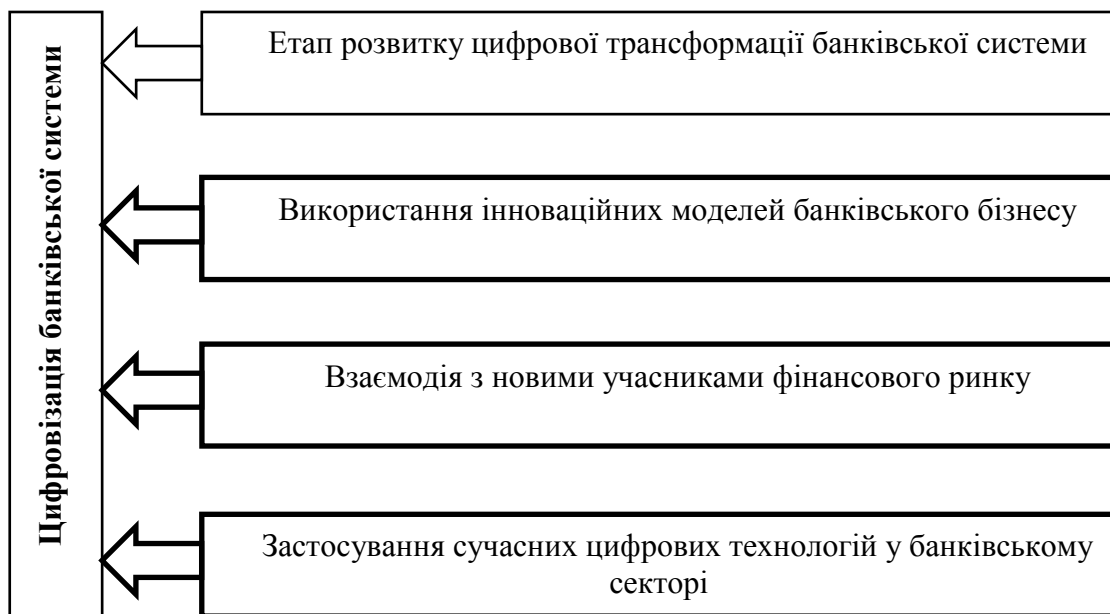 Цифровізація банківської системи
Етап розвитку цифрової трансформації банківської системи
Використання інноваційних моделей банківського бізнесу
Взаємодія з новими учасниками фінансового ринку
Застосування сучасних цифрових технологій у банківському
секторі